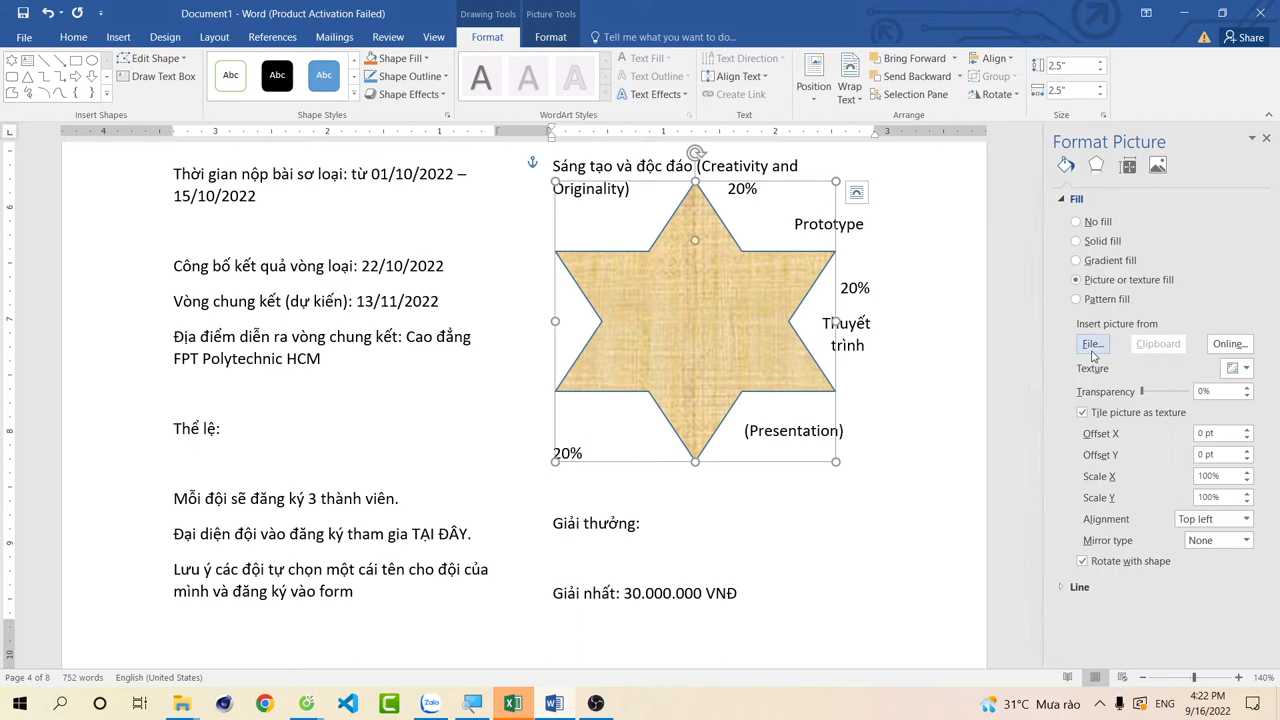 Document1 - Word (Product Activation Failed)
Drawing Tools
Picture Tools
File
Home
Insert
Design
Layout
References
Mailings
Review
View
Format
Format
Tell me what you want to do...
Share
Edit Shape
Draw Text Box
Insert Shapes
Abc
Abc
Abc
Shape Fill
Shape Outline
Shape Effects
Shape Styles
A
A
A
Text Fill
Text Outline
Text Effects
WordArt Styles
Text Direction
Align Text
Create Link
Text
Position
Wrap
Text
Bring Forward
Send Backward
Selection Pane
Align
Group
Rotate
Arrange
2.5"
2.5"
Size
4
3
2
1
1
2
3
6
7
8
9
10
Thời gian nộp bài sơ loại: từ 01/10/2022 –
15/10/2022
Công bố kết quả vòng loại: 22/10/2022
Vòng chung kết (dự kiến): 13/11/2022
Địa điểm diễn ra vòng chung kết: Cao đẳng
FPT Polytechnic HCM
Thể lệ:
Mỗi đội sẽ đăng ký 3 thành viên.
Đại diện đội vào đăng ký tham gia TẠI ĐÂY.
Lưu ý các đội tự chọn một cái tên cho đội của
mình và đăng ký vào form
Sáng tạo và độc đáo (Creativity and
Originality)
20%
Prototype
20%
Thuyết
trình
(Presentation)
20%
Giải thưởng:
Giải nhất: 30.000.000 VNĐ
Format Picture
Fill
No fill
Solid fill
Gradient fill
Picture or texture fill
Pattern fill
Insert picture from
File...
Clipboard
Online...
Texture
Transparency
0%
Tile picture as texture
Offset X
0 pt
Offset Y
0 pt
Scale X
100%
Scale Y
100%
Alignment
Top left
Mirror type
None
Rotate with shape
Line
Page 4 of 8
752 words
English (United States)
140%
Zalo
31°C Mưa rào
4:22 PM
9/16/2022